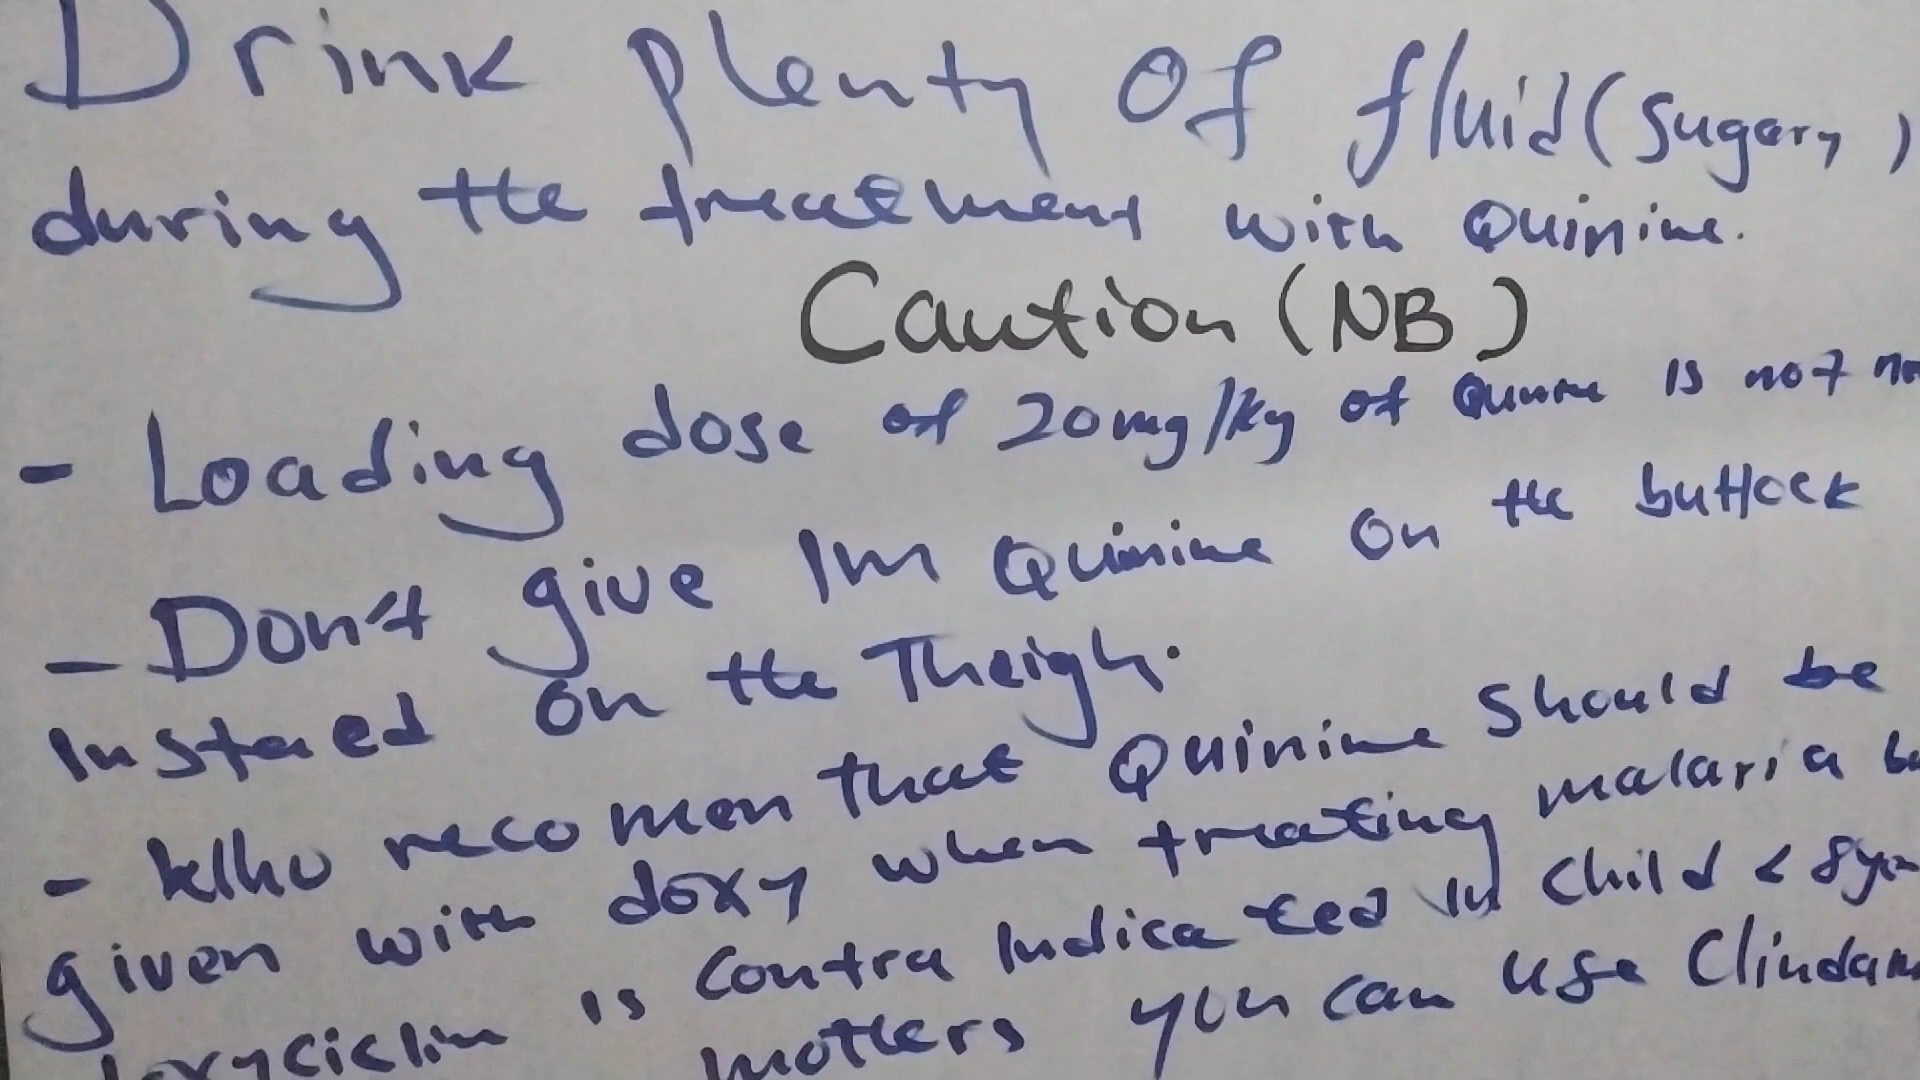 Drink plenty of fluid (sugary)
during the treatment with Quinine.
Caution (NB)
- Loading dose of 20mg/kg of Quinine is not
- Don't give Im Quinine on the buttock
Instaed on the Theigh.
- Who recomen that Quinine should be
given with doxy when treating malaria
is contra Indicated in child < 8
mothers you can use